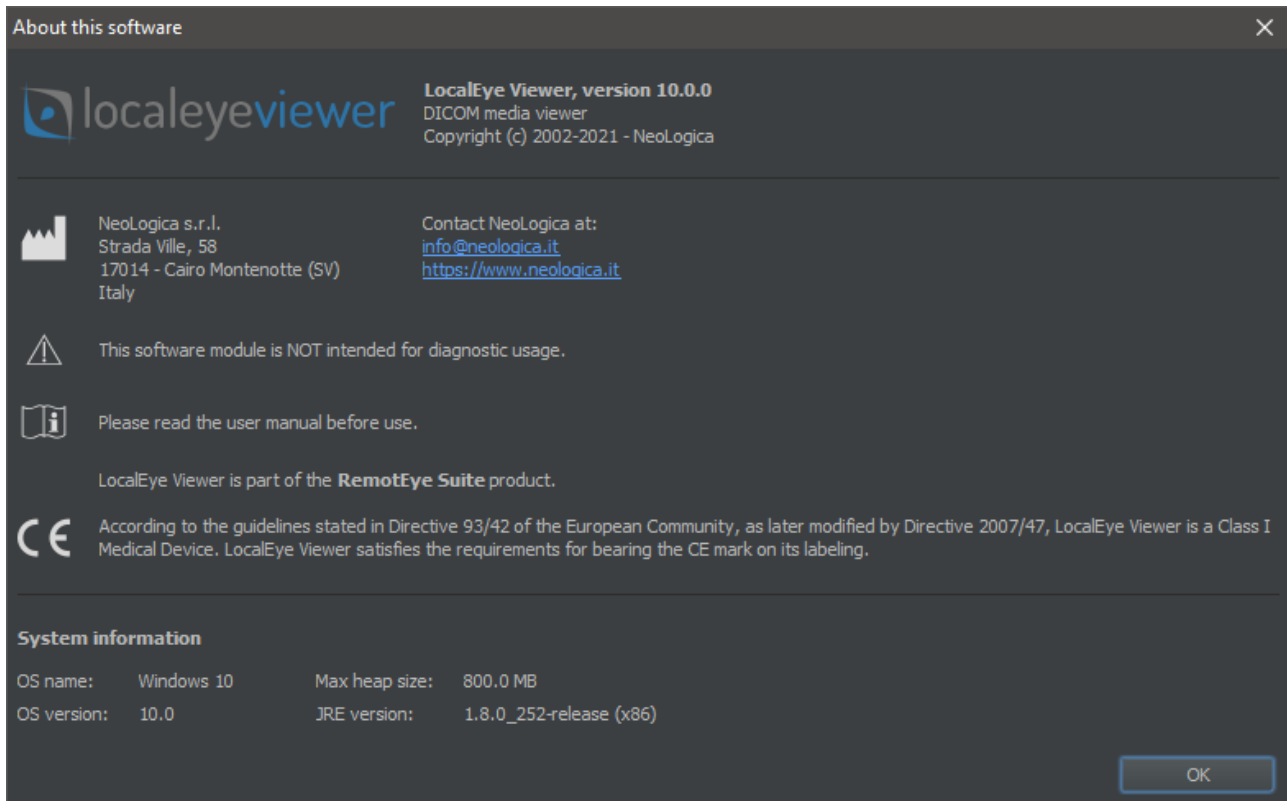 About this software
localeyeviewer
LocalEye Viewer, version 10.0.0
DICOM media viewer
Copyright (c) 2002-2021 - NeoLogica
NeoLogica s.r.l.
Strada Ville, 58
17014 - Cairo Montenotte (SV)
Italy
Contact NeoLogica at:
info@neologica.it
https://www.neologica.it
This software module is NOT intended for diagnostic usage.
Please read the user manual before use.
LocalEye Viewer is part of the RemotEye Suite product.
CE
According to the guidelines stated in Directive 93/42 of the European Community, as later modified by Directive 2007/47, LocalEye Viewer is a Class I
Medical Device. LocalEye Viewer satisfies the requirements for bearing the CE mark on its labeling.
System information
OS name: Windows 10 Max heap size: 800.0 MB
OS version: 10.0 JRE version: 1.8.0_252-release (x86)
OK